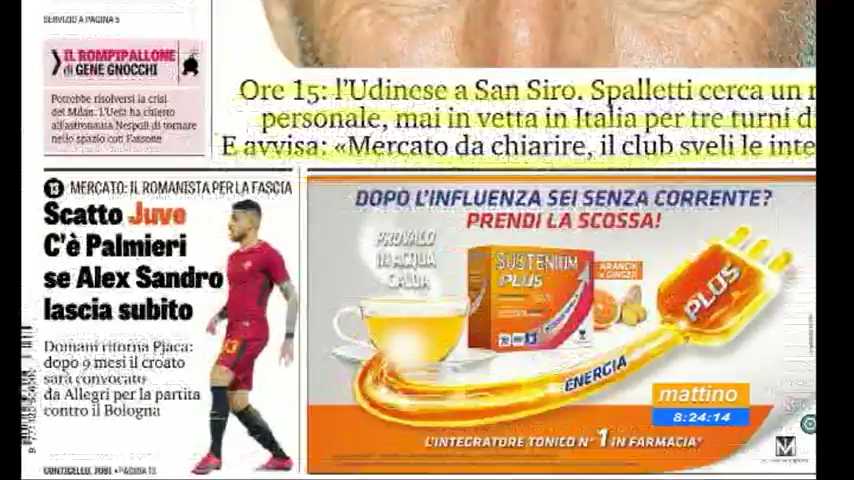 SERVIZIO A PAGINA 5
IL ROMPIPALLONE
di GENE GNOCCHI
Potrebbe risolversi la crisi
del Milan. L'Uefa ha chiesto
all'astronauta Nespoli di tornare
nello spazio con Fassone
Ore 15: l'Udinese a San Siro. Spalletti cerca un
personale, mai in vetta in Italia per tre turni di
E avvisa: «Mercato da chiarire, il club sveli le inte
13 MERCATO: IL ROMANISTA PER LA FASCIA
Scatto Juve
C'è Palmieri
se Alex Sandro
lascia subito
Domani ritorna Pjaca:
dopo 9 mesi il croato
sarà convocato
da Allegri per la partita
contro il Bologna
CONTICELLO, • PAGINA 13
DOPO L'INFLUENZA SEI SENZA CORRENTE?
PRENDI LA SCOSSA!
PROVALO
IN ACQUA
CALDA
SUSTENIUM
PLUS
ARANCIA
e GINGER
PLUS
ENERGIA
L'INTEGRATORE TONICO N° 1 IN FARMACIA*
mattino
8:24:14